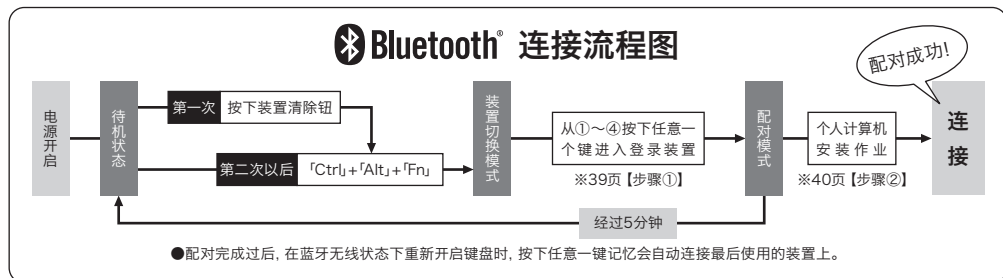 Bluetooth® 连接流程图
配对成功!
电源开启
待机状态
第一次 按下装置清除钮
第二次以后 「Ctrl」+「Alt」+「Fn」
装置切换模式
从①～④按下任意一
个键进入登录装置
※39页【步骤①】
配对模式
个人计算机
安装作业
※40页【步骤②】
连接
经过5分钟
●配对完成过后, 在蓝牙无线状态下重新开启键盘时, 按下任意一键记忆会自动连接最后使用的装置上。